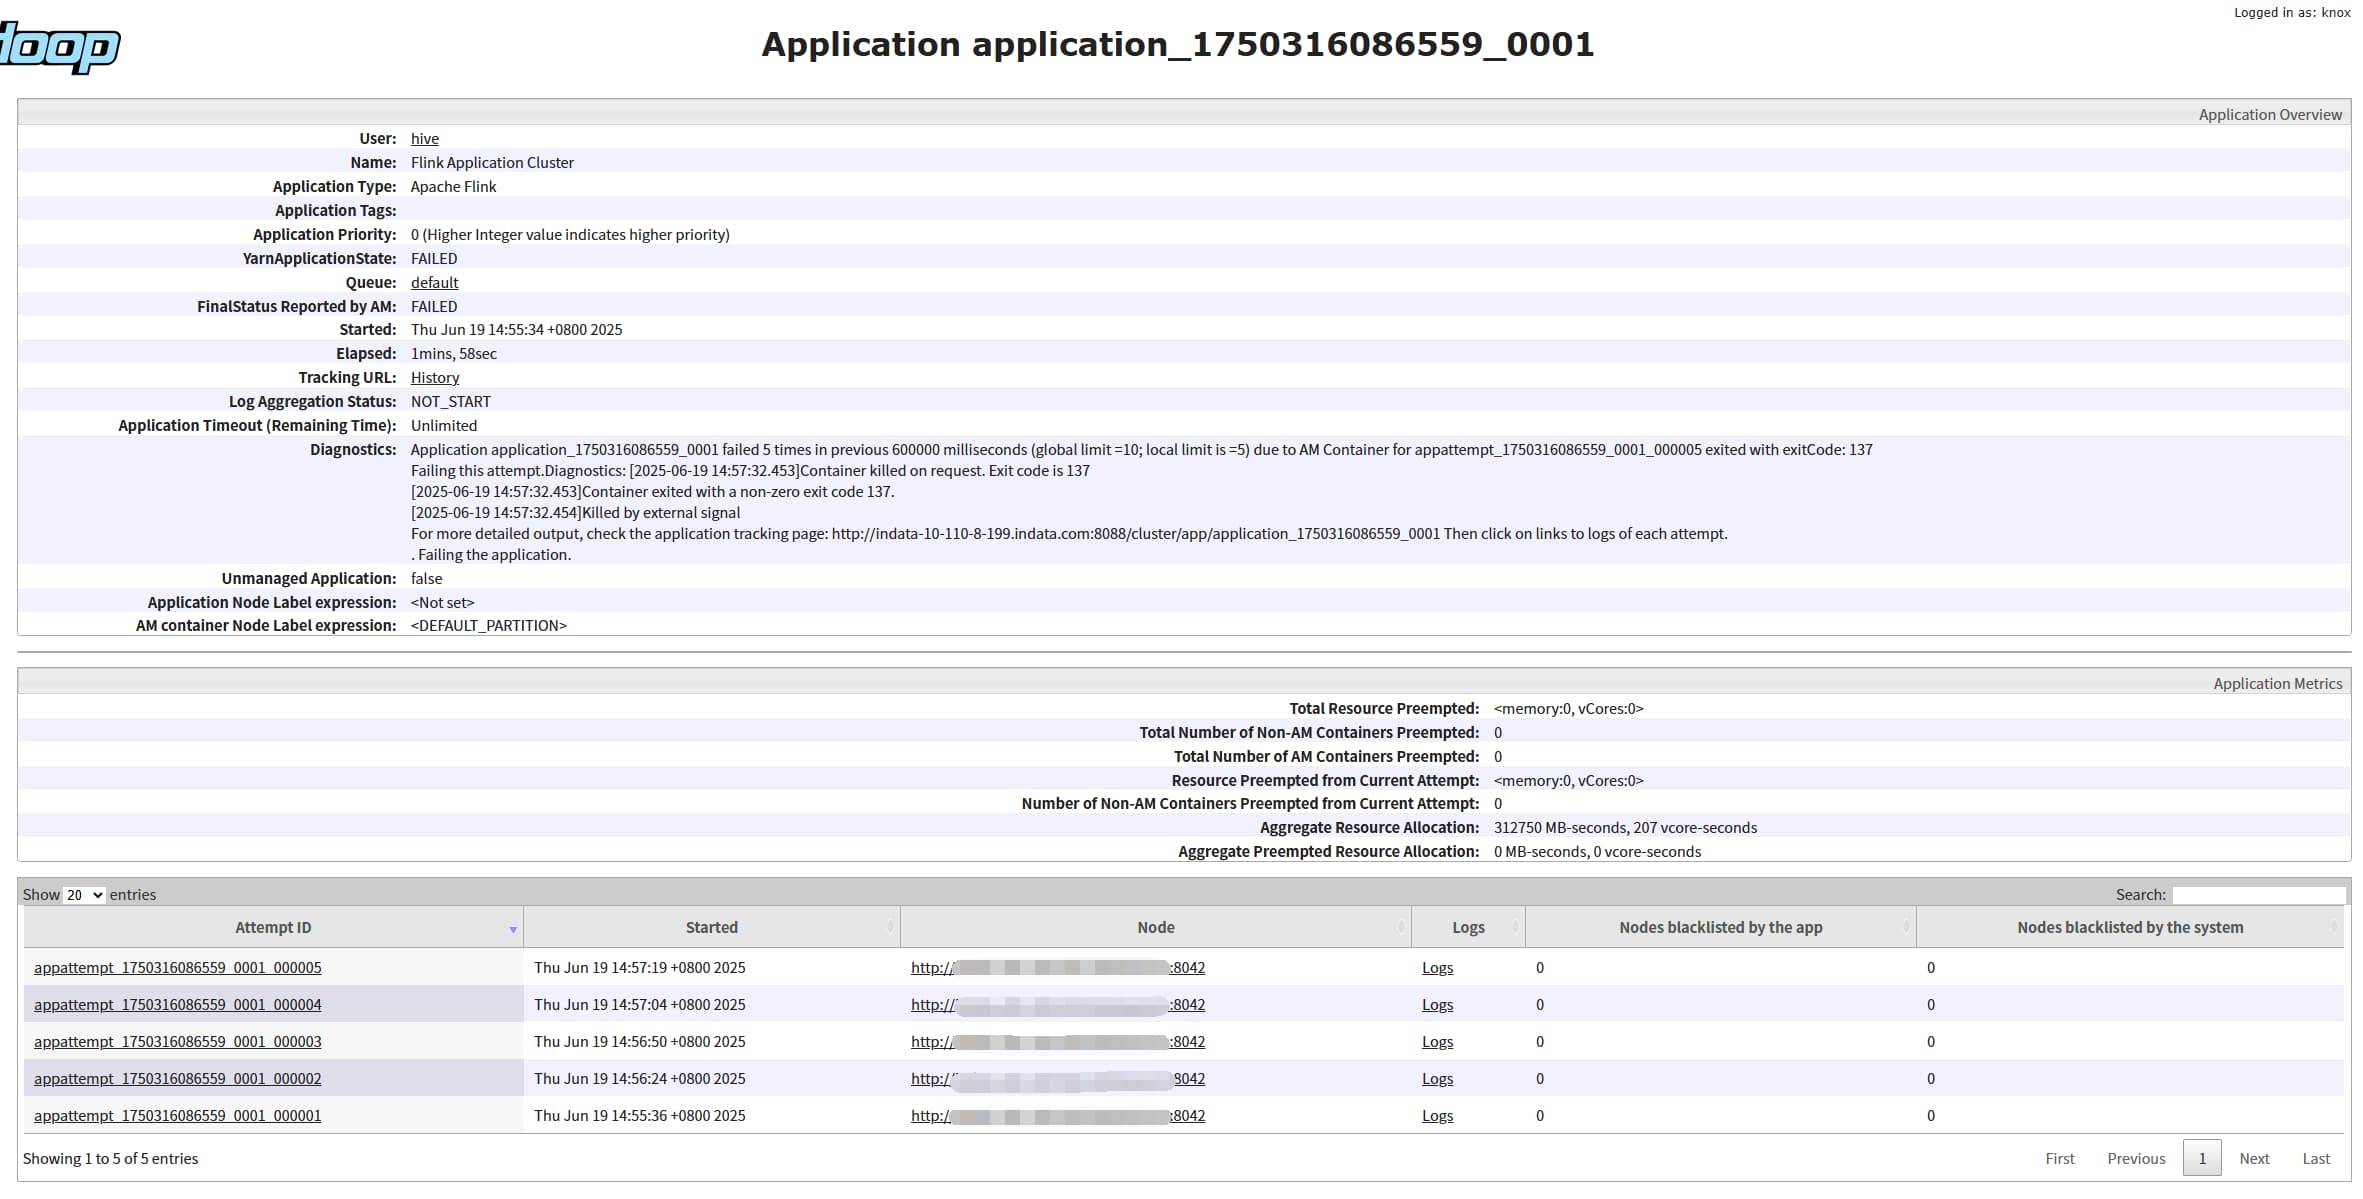 Logged in as: knox
doop
Application application_1750316086559_0001
Application Overview
User: hive
Name: Flink Application Cluster
Application Type: Apache Flink
Application Tags:
Application Priority: 0 (Higher Integer value indicates higher priority)
YarnApplicationState: FAILED
Queue: default
FinalStatus Reported by AM: FAILED
Started: Thu Jun 19 14:55:34 +0800 2025
Elapsed: 1mins, 58sec
Tracking URL: History
Log Aggregation Status: NOT_START
Application Timeout (Remaining Time): Unlimited
Diagnostics: Application application_1750316086559_0001 failed 5 times in previous 600000 milliseconds (global limit =10; local limit is =5) due to AM Container for appattempt_1750316086559_0001_000005 exited with exitCode: 137
Failing this attempt.Diagnostics: [2025-06-19 14:57:32.453]Container killed on request. Exit code is 137
[2025-06-19 14:57:32.453]Container exited with a non-zero exit code 137.
[2025-06-19 14:57:32.454]Killed by external signal
For more detailed output, check the application tracking page: http://indata-10-110-8-199.indata.com:8088/cluster/app/application_1750316086559_0001 Then click on links to logs of each attempt.
. Failing the application.
Unmanaged Application: false
Application Node Label expression: <Not set>
AM container Node Label expression: <DEFAULT_PARTITION>
Application Metrics
Total Resource Preempted: <memory:0, vCores:0>
Total Number of Non-AM Containers Preempted: 0
Total Number of AM Containers Preempted: 0
Resource Preempted from Current Attempt: <memory:0, vCores:0>
Number of Non-AM Containers Preempted from Current Attempt: 0
Aggregate Resource Allocation: 312750 MB-seconds, 207 vcore-seconds
Aggregate Preempted Resource Allocation: 0 MB-seconds, 0 vcore-seconds
Show 20 entries Search:
Attempt ID Started Node Logs Nodes blacklisted by the app Nodes blacklisted by the system
appattempt_1750316086559_0001_000005 Thu Jun 19 14:57:19 +0800 2025 http:// :8042 Logs 0 0
appattempt_1750316086559_0001_000004 Thu Jun 19 14:57:04 +0800 2025 http:// :8042 Logs 0 0
appattempt_1750316086559_0001_000003 Thu Jun 19 14:56:50 +0800 2025 http:// :8042 Logs 0 0
appattempt_1750316086559_0001_000002 Thu Jun 19 14:56:24 +0800 2025 http:// 8042 Logs 0 0
appattempt_1750316086559_0001_000001 Thu Jun 19 14:55:36 +0800 2025 http:// :8042 Logs 0 0
Showing 1 to 5 of 5 entries First Previous 1 Next Last